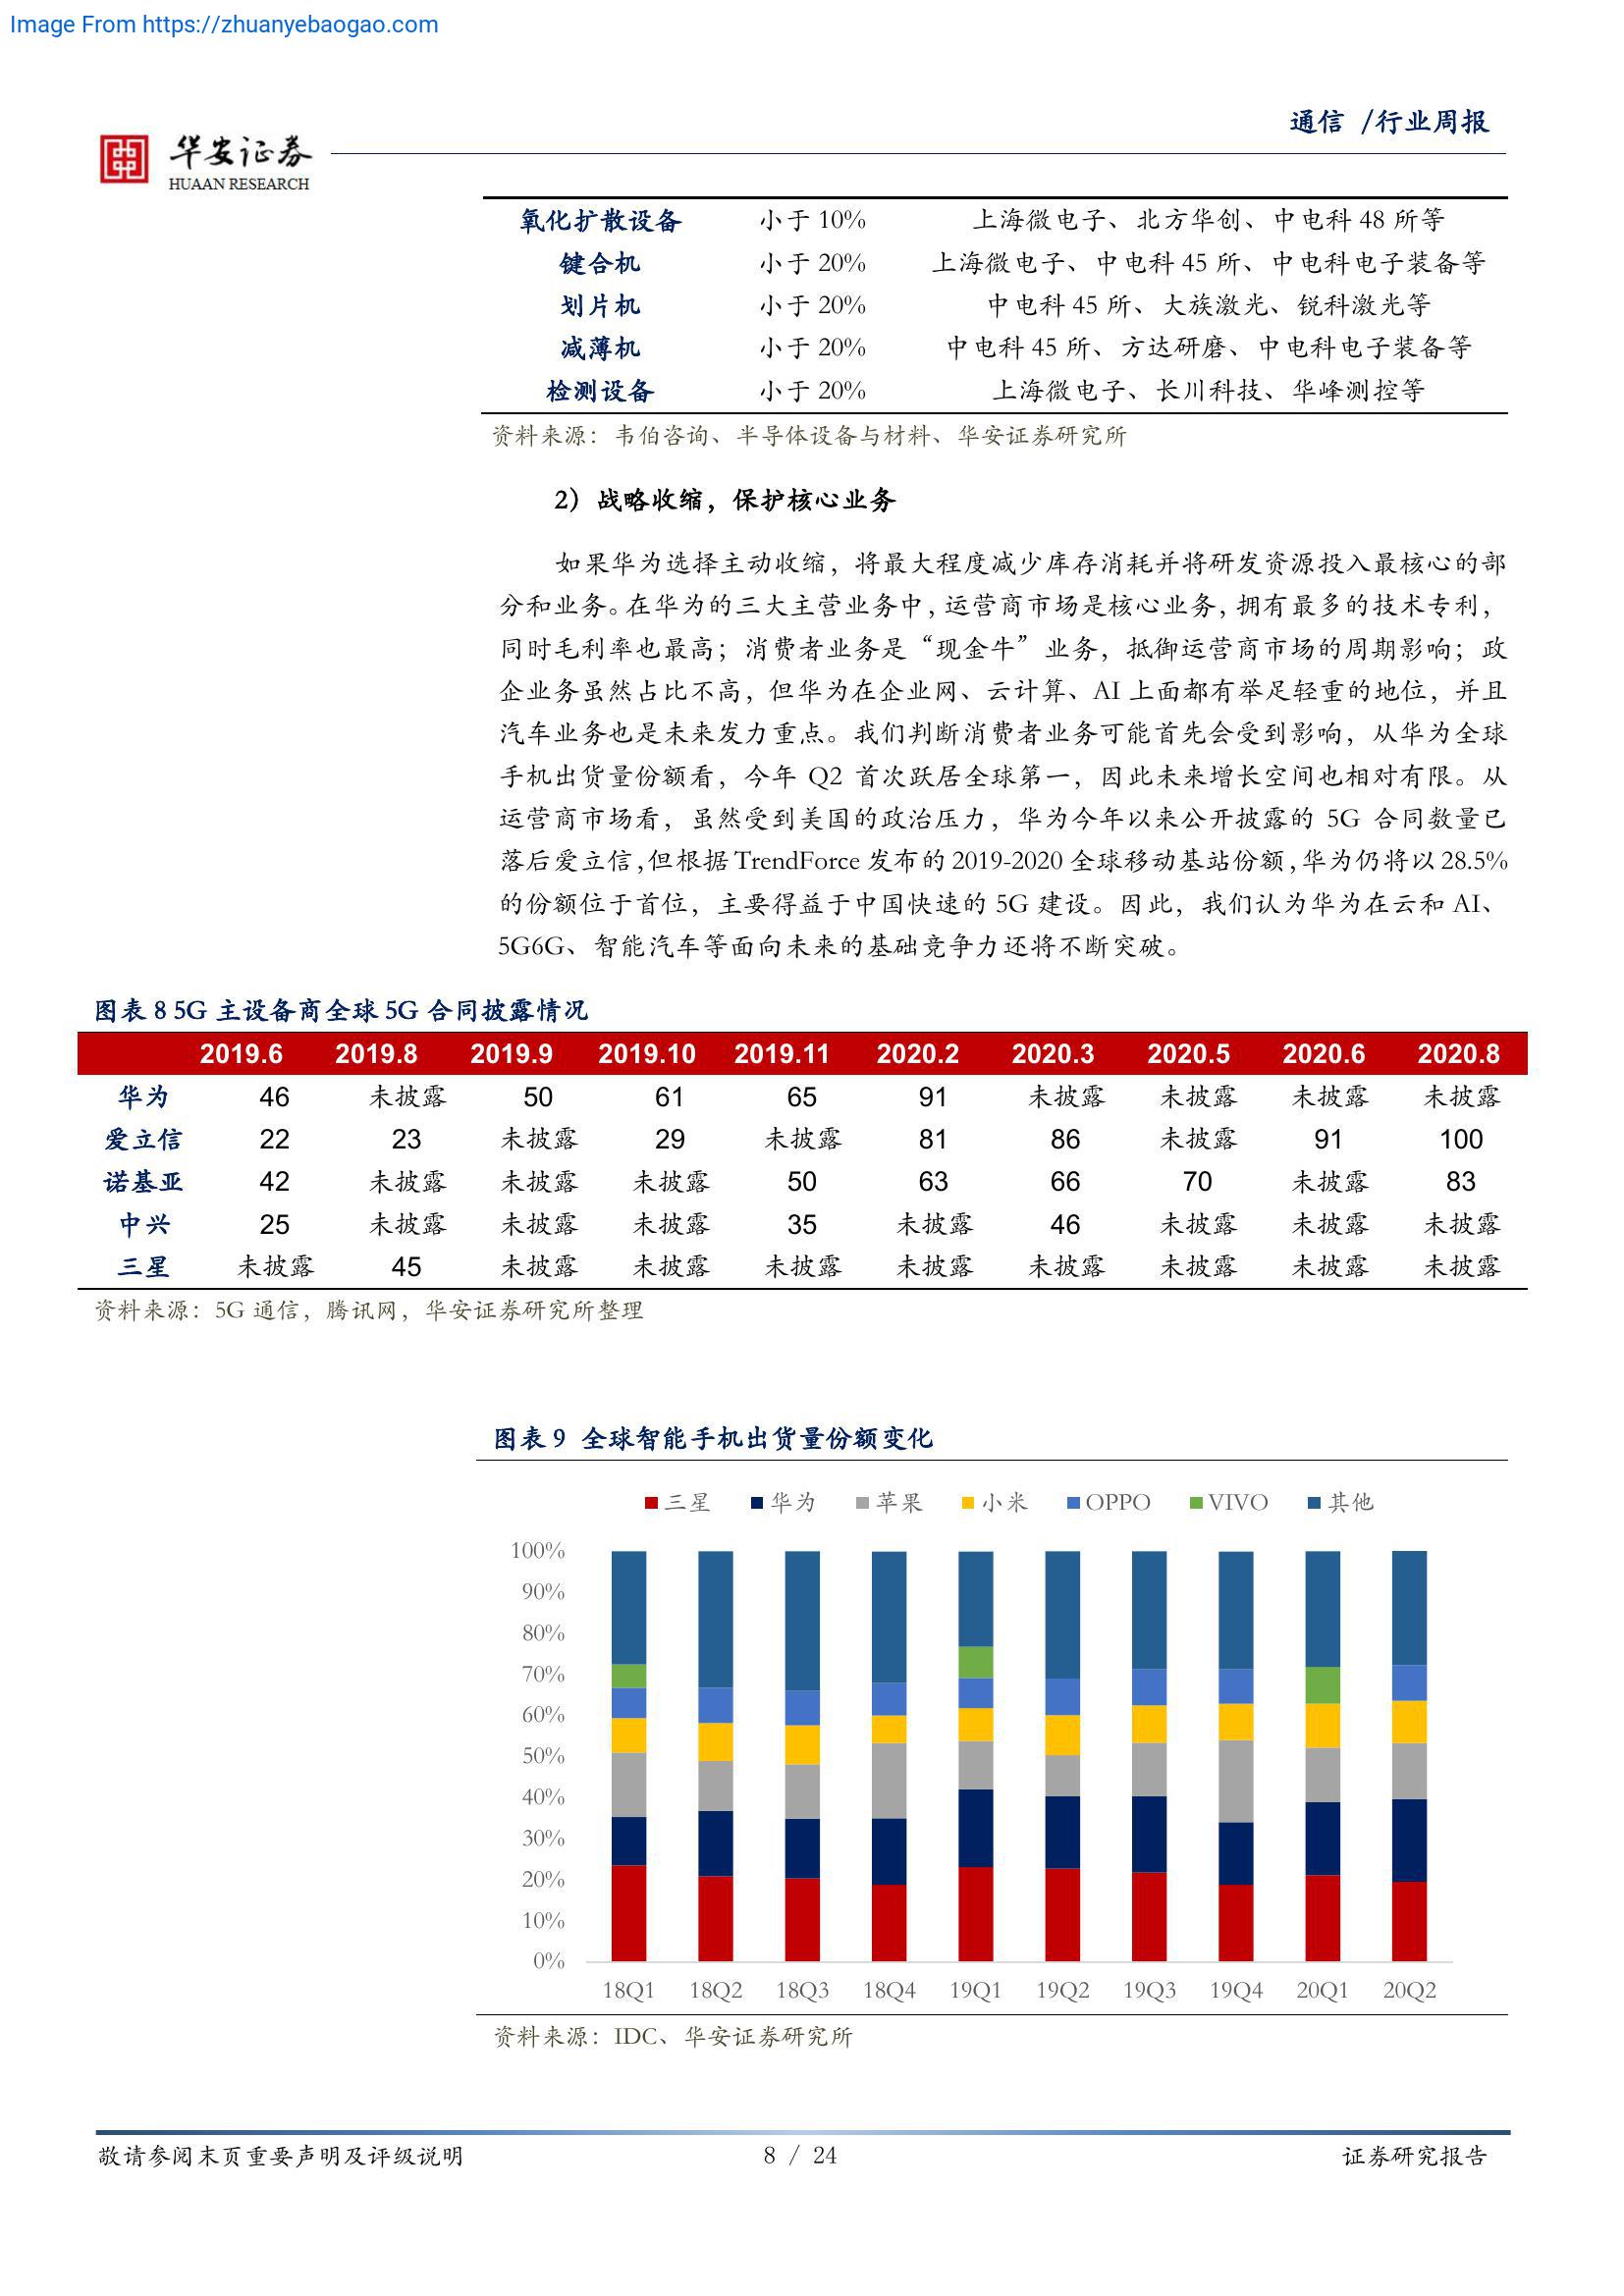 Image From https://zhuanyebaogao.com
通信 /行业周报
华安证券
HUAAN RESEARCH
氧化扩散设备 小于 10% 上海微电子、北方华创、中电科 48 所等
键合机 小于 20% 上海微电子、中电科 45 所、中电科电子装备等
划片机 小于 20% 中电科 45 所、大族激光、锐科激光等
减薄机 小于 20% 中电科 45 所、方达研磨、中电科电子装备等
检测设备 小于 20% 上海微电子、长川科技、华峰测控等
资料来源：韦伯咨询、半导体设备与材料、华安证券研究所
2）战略收缩，保护核心业务
如果华为选择主动收缩，将最大程度减少库存消耗并将研发资源投入最核心的部
分和业务。在华为的三大主营业务中，运营商市场是核心业务，拥有最多的技术专利，
同时毛利率也最高；消费者业务是“现金牛”业务，抵御运营商市场的周期影响；政
企业务虽然占比不高，但华为在企业网、云计算、AI 上面都有举足轻重的地位，并且
汽车业务也是未来发力重点。我们判断消费者业务可能首先会受到影响，从华为全球
手机出货量份额看，今年 Q2 首次跃居全球第一，因此未来增长空间也相对有限。从
运营商市场看，虽然受到美国的政治压力，华为今年以来公开披露的 5G 合同数量已
落后爱立信，但根据 TrendForce 发布的 2019-2020 全球移动基站份额，华为仍将以 28.5%
的份额位于首位，主要得益于中国快速的 5G 建设。因此，我们认为华为在云和 AI、
5G6G、智能汽车等面向未来的基础竞争力还将不断突破。
图表 8 5G 主设备商全球 5G 合同披露情况
2019.6 2019.8 2019.9 2019.10 2019.11 2020.2 2020.3 2020.5 2020.6 2020.8
华为 46 未披露 50 61 65 91 未披露 未披露 未披露 未披露
爱立信 22 23 未披露 29 未披露 81 86 未披露 91 100
诺基亚 42 未披露 未披露 未披露 50 63 66 70 未披露 83
中兴 25 未披露 未披露 未披露 35 未披露 46 未披露 未披露 未披露
三星 未披露 45 未披露 未披露 未披露 未披露 未披露 未披露 未披露 未披露
资料来源：5G 通信，腾讯网，华安证券研究所整理
图表 9 全球智能手机出货量份额变化
三星 华为 苹果 小米 OPPO VIVO 其他
100%
90%
80%
70%
60%
50%
40%
30%
20%
10%
0%
18Q1 18Q2 18Q3 18Q4 19Q1 19Q2 19Q3 19Q4 20Q1 20Q2
资料来源：IDC、华安证券研究所
敬请参阅末页重要声明及评级说明 8 / 24 证券研究报告